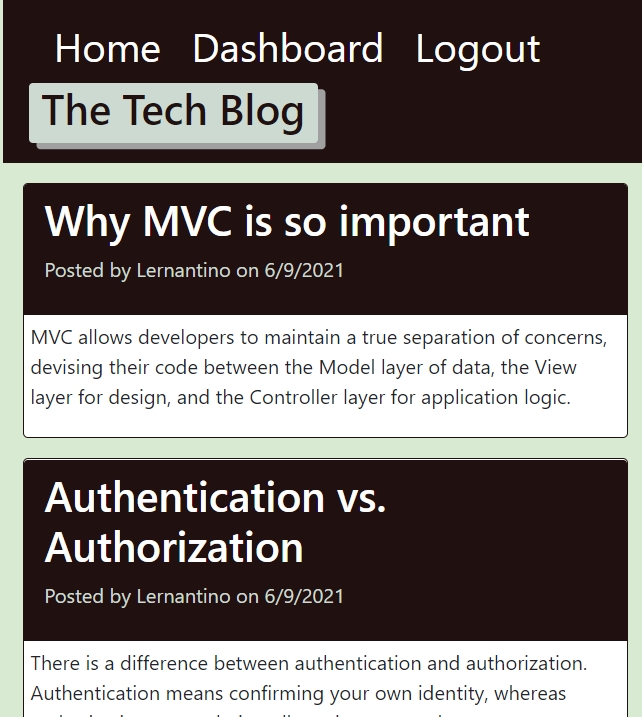 Home Dashboard Logout
The Tech Blog
Why MVC is so important
Posted by Lernantino on 6/9/2021
MVC allows developers to maintain a true separation of concerns,
devising their code between the Model layer of data, the View
layer for design, and the Controller layer for application logic.
Authentication vs.
Authorization
Posted by Lernantino on 6/9/2021
There is a difference between authentication and authorization.
Authentication means confirming your own identity, whereas